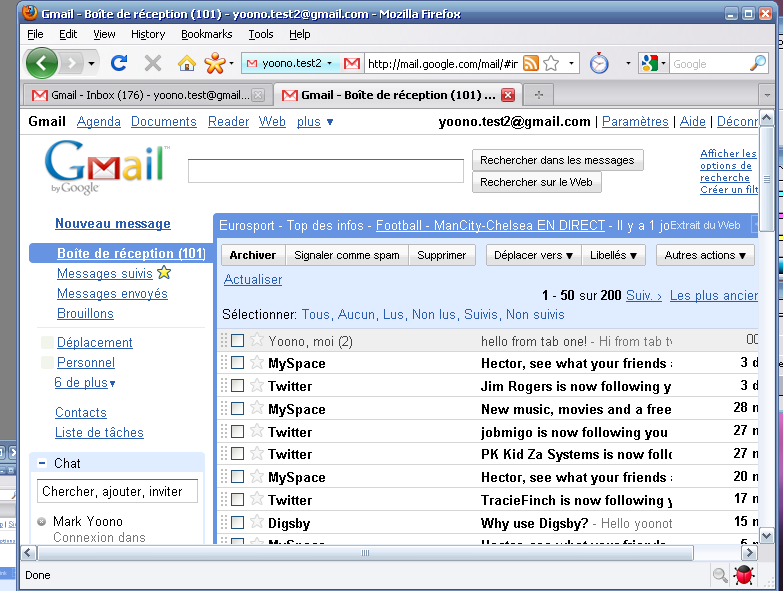 Gmail - Boîte de réception (101) - yoono.test2@gmail.com - Mozilla Firefox
File Edit View History Bookmarks Tools Help
yoono.test2 http://mail.google.com/mail/#ir Google
Gmail - Inbox (176) - yoono.test@gmail... Gmail - Boîte de réception (101) ...
Gmail Agenda Documents Reader Web plus ▼ yoono.test2@gmail.com | Paramètres | Aide | Déconn
Gmail
by Google
Rechercher dans les messages
Rechercher sur le Web
Afficher les
options de
recherche
Créer un filt
Nouveau message
Boîte de réception (101)
Messages suivis
Messages envoyés
Brouillons
Déplacement
Personnel
6 de plus▼
Contacts
Liste de tâches
Chat
Chercher, ajouter, inviter
Mark Yoono
Connexion dans
Eurosport - Top des infos - Football - ManCity-Chelsea EN DIRECT - Il y a 1 jo Extrait du Web
Archiver Signaler comme spam Supprimer Déplacer vers ▼ Libellés ▼ Autres actions ▼
Actualiser
1 - 50 sur 200 Suiv. › Les plus ancier
Sélectionner: Tous, Aucun, Lus, Non lus, Suivis, Non suivis
Yoono, moi (2) hello from tab one! - Hi from tab t 00
MySpace Hector, see what your friends a 3 d
Twitter Jim Rogers is now following y 3 d
MySpace New music, movies and a free 28 n
Twitter jobmigo is now following you 27 n
Twitter PK Kid Za Systems is now follo 27 n
MySpace Hector, see what your friends 20 n
Twitter TracieFinch is now following y 17 n
Digsby Why use Digsby? - Hello yoonot 15 n
Done